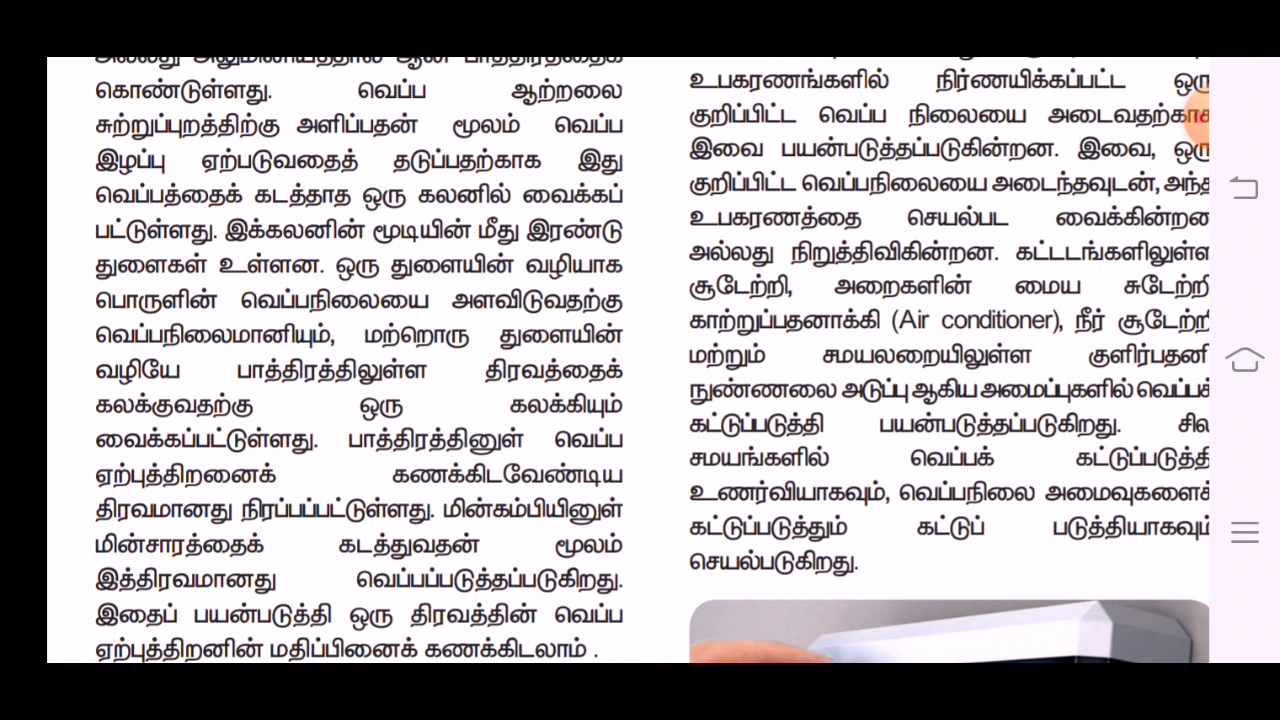 கொண்டுள்ளது. வெப்ப ஆற்றலை
சுற்றுப்புறத்திற்கு அளிப்பதன் மூலம் வெப்ப
இழப்பு ஏற்படுவதைத் தடுப்பதற்காக இது
வெப்பத்தைக் கடத்தாத ஒரு கலனில் வைக்கப்
பட்டுள்ளது. இக்கலனின் மூடியின் மீது இரண்டு
துளைகள் உள்ளன. ஒரு துளையின் வழியாக
பொருளின் வெப்பநிலையை அளவிடுவதற்கு
வெப்பநிலைமானியும், மற்றொரு துளையின்
வழியே பாத்திரத்திலுள்ள திரவத்தைக்
கலக்குவதற்கு ஒரு கலக்கியும்
வைக்கப்பட்டுள்ளது. பாத்திரத்தினுள் வெப்ப
ஏற்புத்திறனைக் கணக்கிடவேண்டிய
திரவமானது நிரப்பப்பட்டுள்ளது. மின்கம்பியினுள்
மின்சாரத்தைக் கடத்துவதன் மூலம்
இத்திரவமானது வெப்பப்படுத்தப்படுகிறது.
இதைப் பயன்படுத்தி ஒரு திரவத்தின் வெப்ப
ஏற்புத்திறனின் மதிப்பினைக் கணக்கிடலாம் .
உபகரணங்களில் நிர்ணயிக்கப்பட்ட ஒரு
குறிப்பிட்ட வெப்ப நிலையை அடைவதற்காக
இவை பயன்படுத்தப்படுகின்றன. இவை, ஒரு
குறிப்பிட்ட வெப்பநிலையை அடைந்தவுடன், அந்த
உபகரணத்தை செயல்பட வைக்கின்றன
அல்லது நிறுத்திவிகின்றன. கட்டடங்களிலுள்ள
சூடேற்றி, அறைகளின் மைய சுடேற்றி
காற்றுப்பதனாக்கி (Air conditioner), நீர் சூடேற்றி
மற்றும் சமயலறையிலுள்ள குளிர்பதனி
நுண்ணலை அடுப்பு ஆகிய அமைப்புகளில் வெப்பக்
கட்டுப்படுத்தி பயன்படுத்தப்படுகிறது. சில
சமயங்களில் வெப்பக் கட்டுப்படுத்தி
உணர்வியாகவும், வெப்பநிலை அமைவுகளைக்
கட்டுப்படுத்தும் கட்டுப் படுத்தியாகவும்
செயல்படுகிறது.